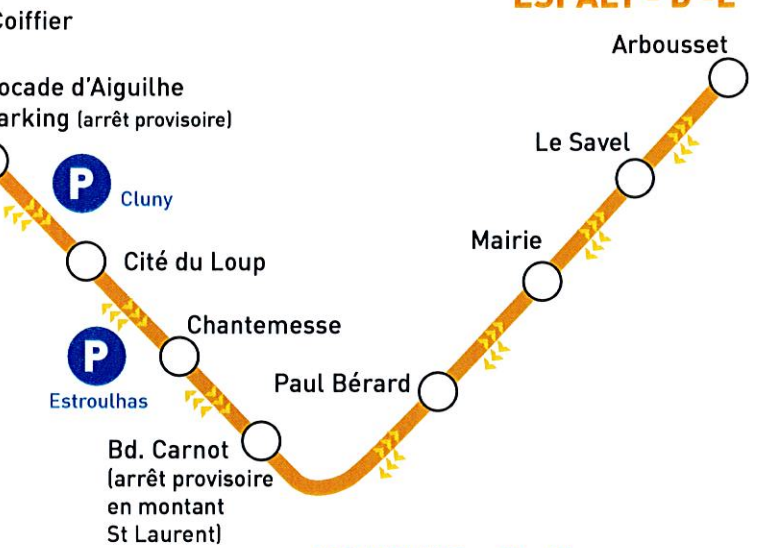 Coiffier
Arbousset
ocade d'Aiguilhe
arking (arrêt provisoire)
Le Savel
P
Cluny
Mairie
Cité du Loup
Chantemesse
P
Estroulhas
Paul Bérard
Bd. Carnot
(arrêt provisoire
en montant
St Laurent)